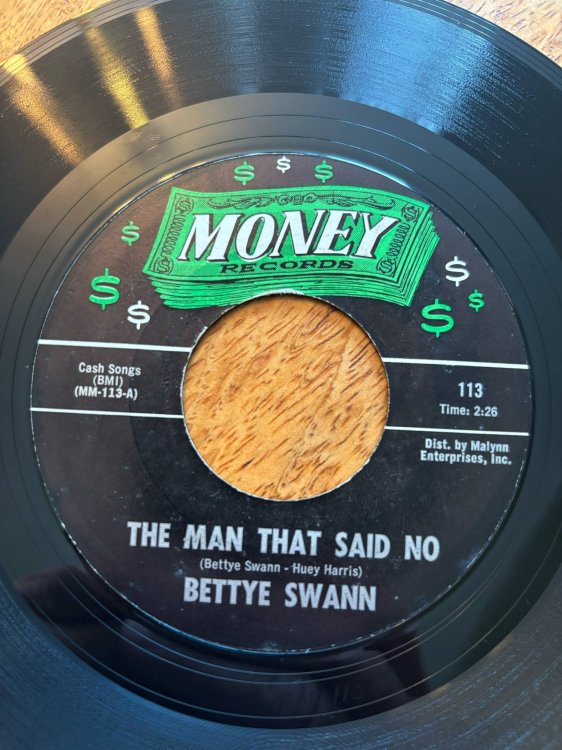 MONEY
RECORDS
Cash Songs
(BMI)
(MM-113-A)
113
Time: 2:26
Dist. by Malynn
Enterprises, Inc.
THE MAN THAT SAID NO
(Bettye Swann - Huey Harris)
BETTYE SWANN